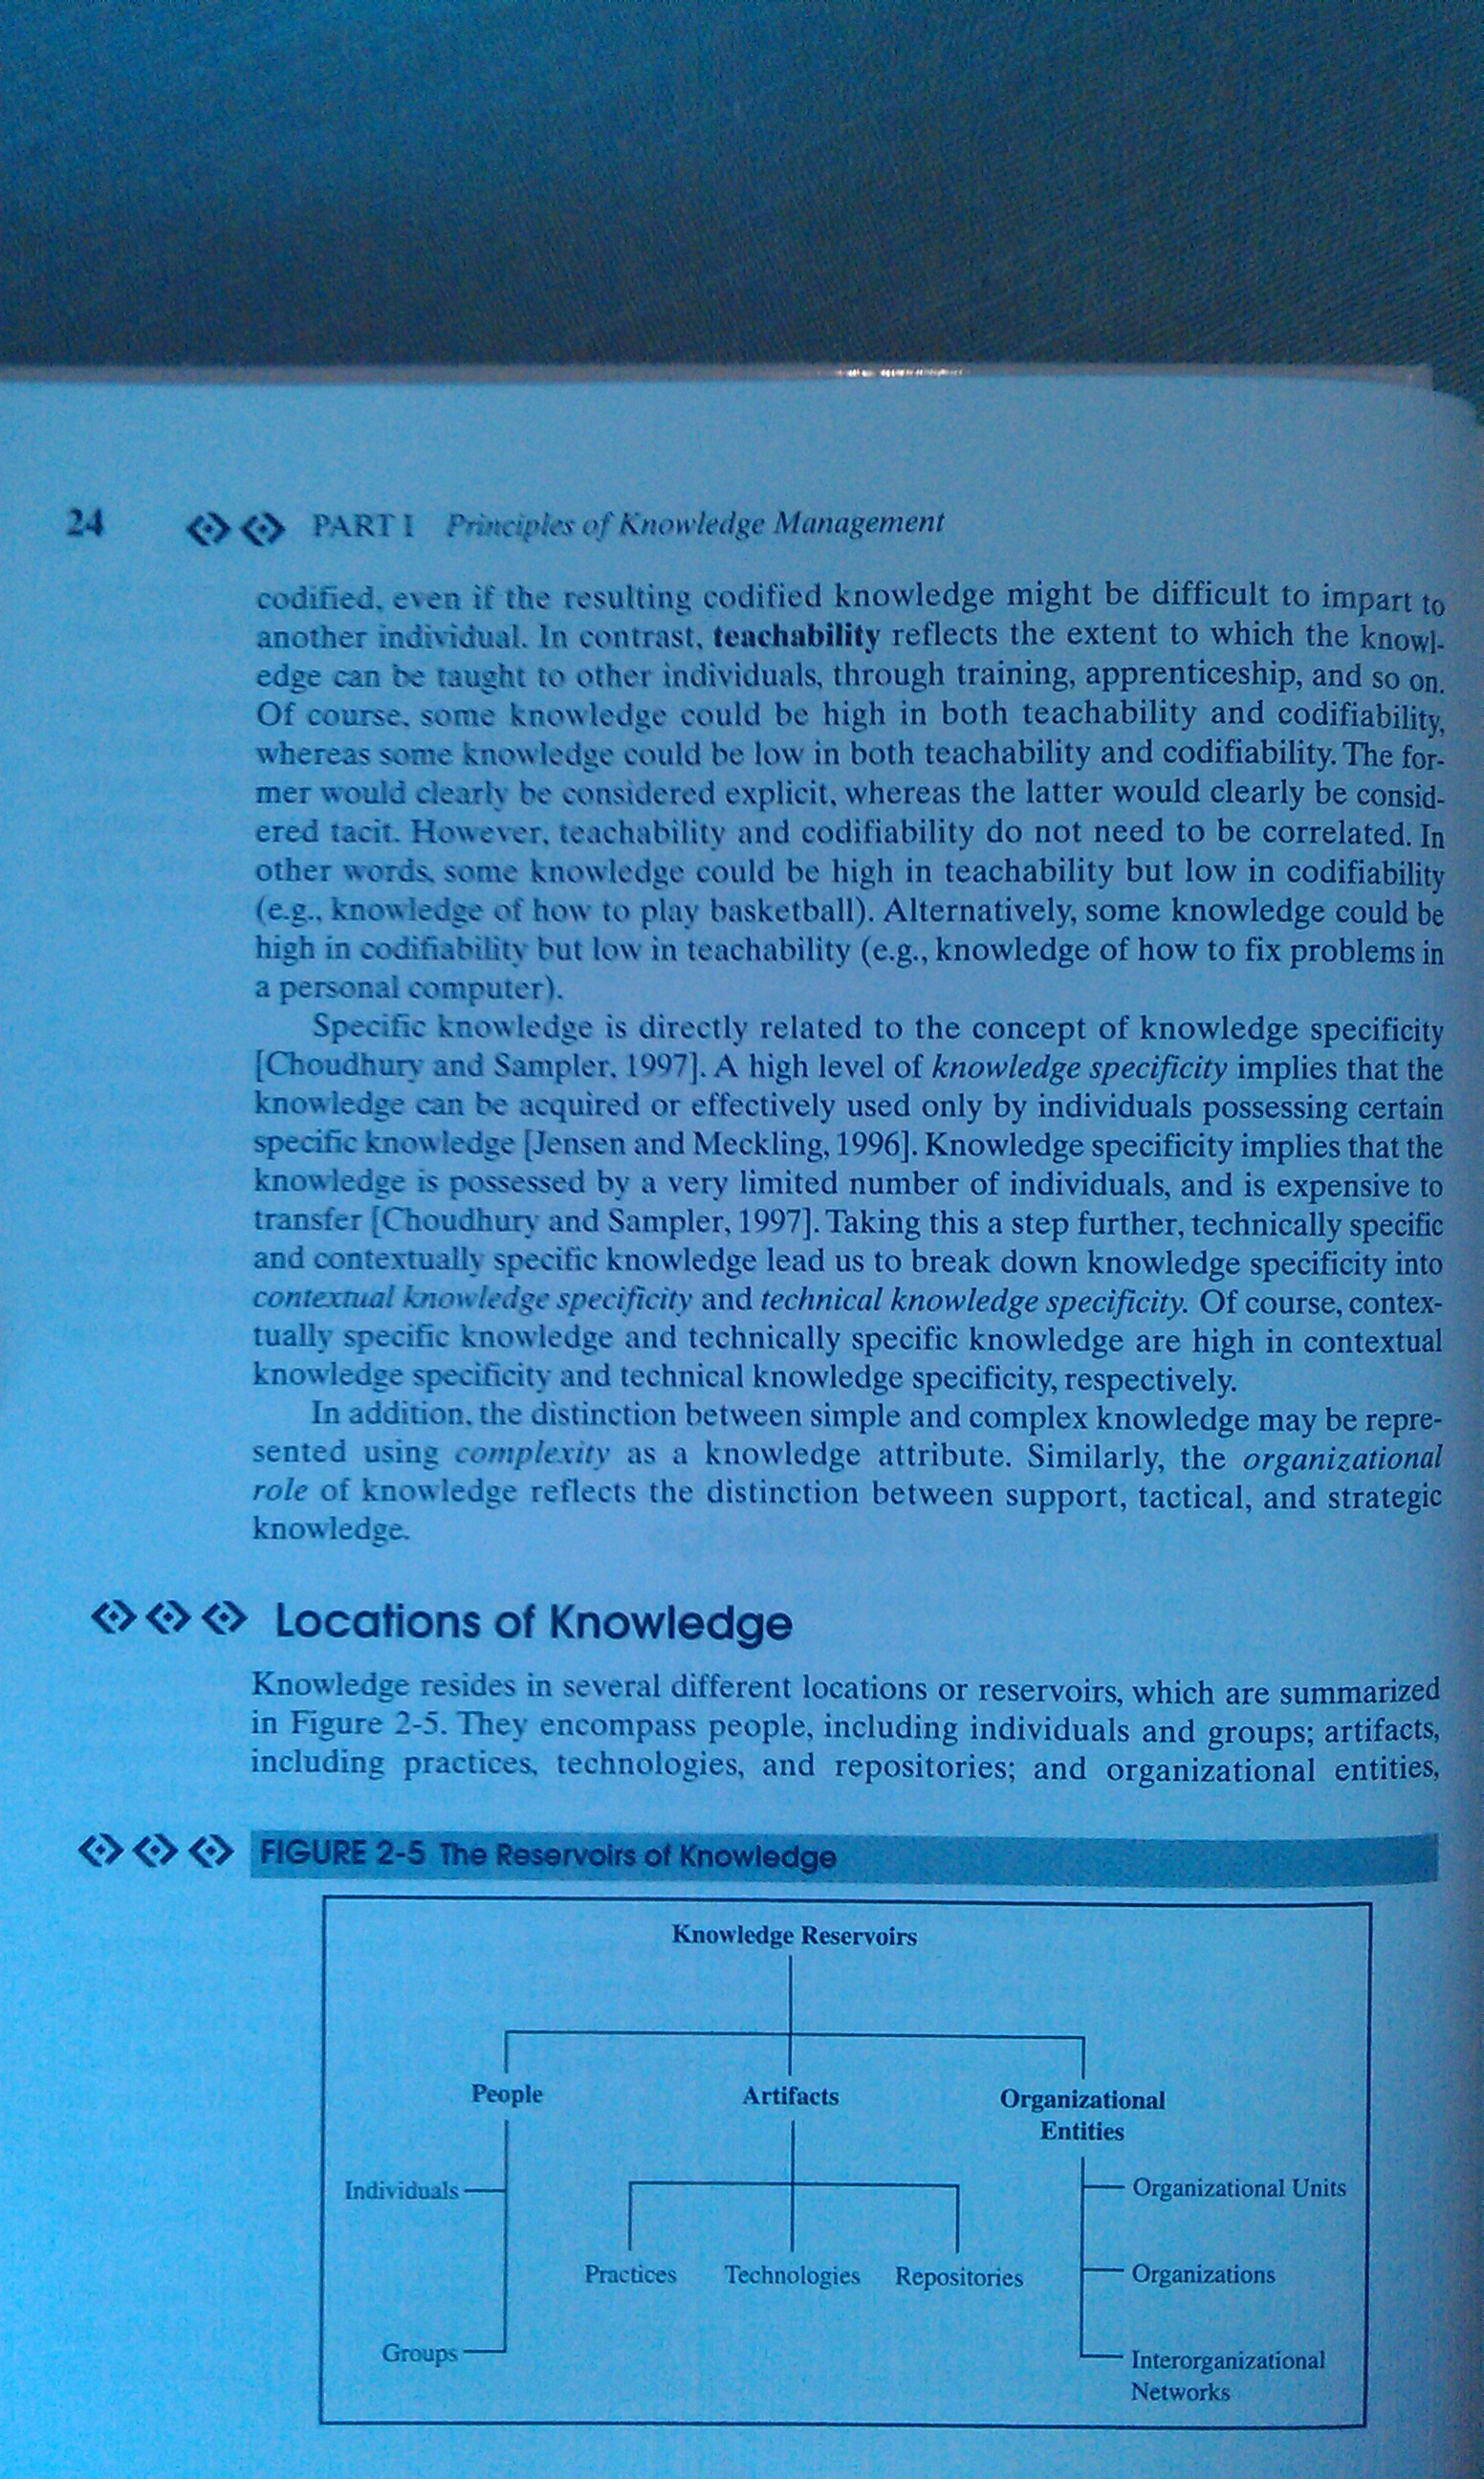 24 PART I Principles of Knowledge Management
codified, even if the resulting codified knowledge might be difficult to impart to
another individual. In contrast, teachability reflects the extent to which the knowl-
edge can be taught to other individuals, through training, apprenticeship, and so on.
Of course, some knowledge could be high in both teachability and codifiability,
whereas some knowledge could be low in both teachability and codifiability. The for-
mer would clearly be considered explicit, whereas the latter would clearly be consid-
ered tacit. However, teachability and codifiability do not need to be correlated. In
other words, some knowledge could be high in teachability but low in codifiability
(e.g., knowledge of how to play basketball). Alternatively, some knowledge could be
high in codifiability but low in teachability (e.g., knowledge of how to fix problems in
a personal computer).
Specific knowledge is directly related to the concept of knowledge specificity
[Choudhury and Sampler, 1997]. A high level of knowledge specificity implies that the
knowledge can be acquired or effectively used only by individuals possessing certain
specific knowledge [Jensen and Meckling, 1996]. Knowledge specificity implies that the
knowledge is possessed by a very limited number of individuals, and is expensive to
transfer [Choudhury and Sampler, 1997]. Taking this a step further, technically specific
and contextually specific knowledge lead us to break down knowledge specificity into
contextual knowledge specificity and technical knowledge specificity. Of course, contex-
tually specific knowledge and technically specific knowledge are high in contextual
knowledge specificity and technical knowledge specificity, respectively.
In addition, the distinction between simple and complex knowledge may be repre-
sented using complexity as a knowledge attribute. Similarly, the organizational
role of knowledge reflects the distinction between support, tactical, and strategic
knowledge.
Locations of Knowledge
Knowledge resides in several different locations or reservoirs, which are summarized
in Figure 2-5. They encompass people, including individuals and groups; artifacts,
including practices, technologies, and repositories; and organizational entities,
FIGURE 2-5 The Reservoirs of Knowledge
Knowledge Reservoirs
People Artifacts Organizational
Entities
Individuals Organizational Units
Practices Technologies Repositories Organizations
Groups Interorganizational
Networks